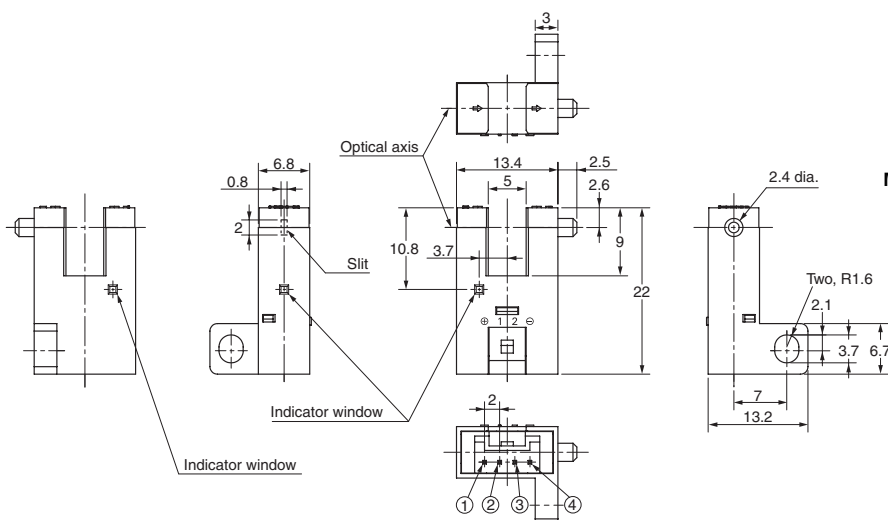 3
Optical axis
6.8
13.4
2.5
0.8
5
2.6
2.4 dia.
N
2
10.8
9
3.7
Slit
22
Two, R1.6
⊕ 1 2 ⊖
2.1
3.7
6.7
7
13.2
Indicator window
2
Indicator window
① ② ③ ④